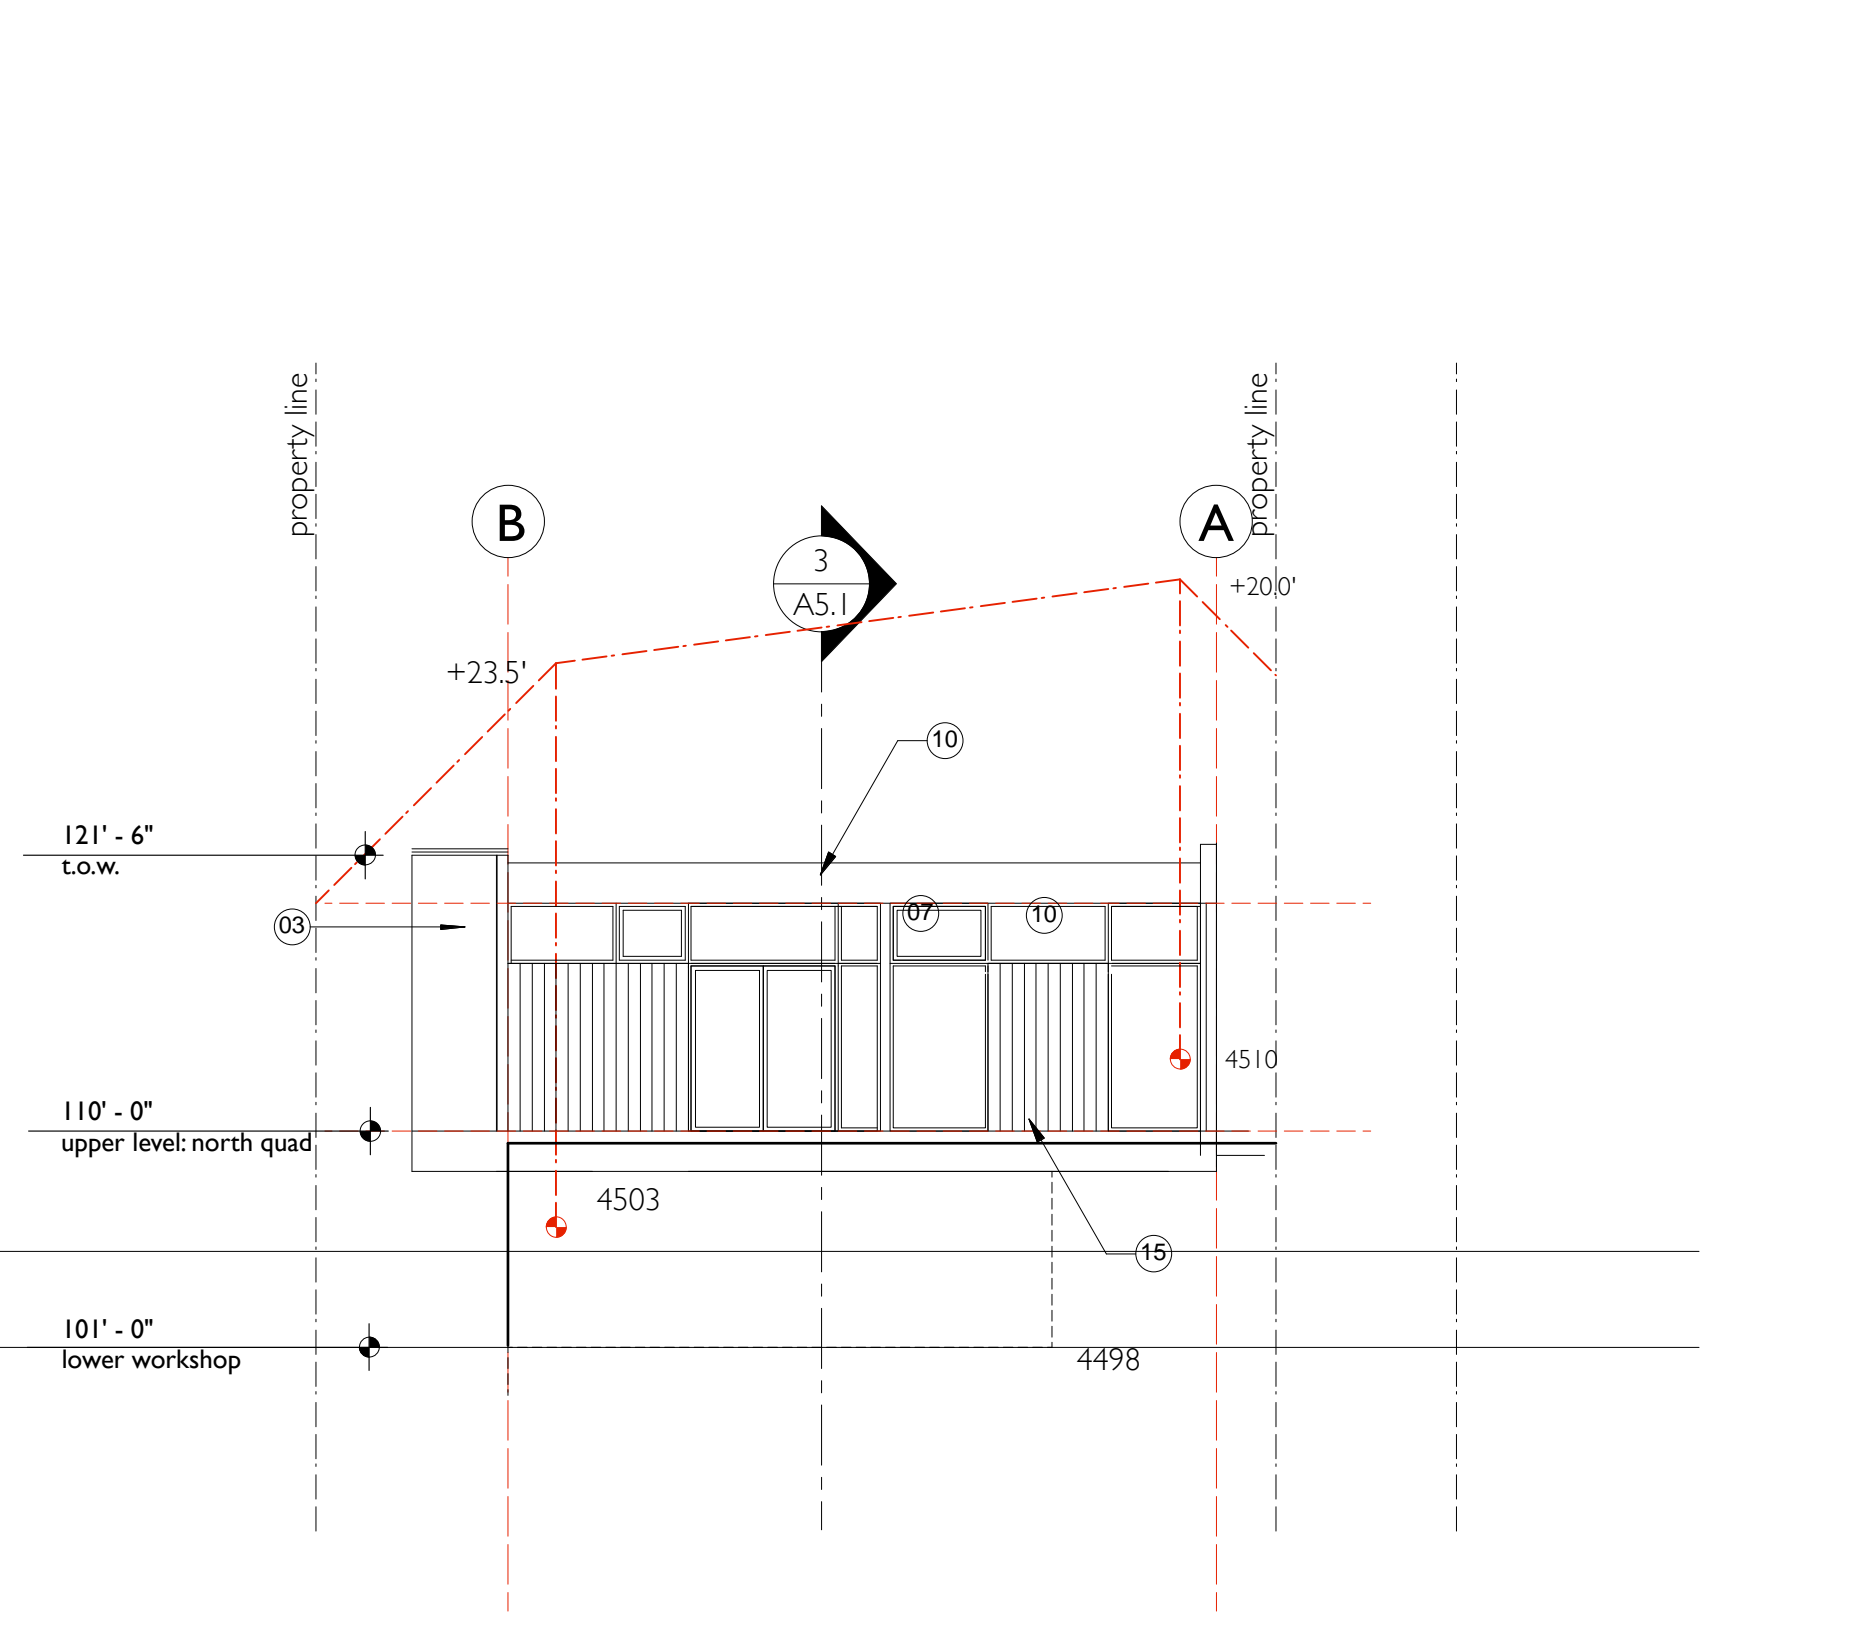 property line
property line
B
A
3
A5.1
+20.0'
+23.5'
10
121' - 6"
t.o.w.
03
07
10
4510
110' - 0"
upper level: north quad
4503
15
101' - 0"
lower workshop
4498